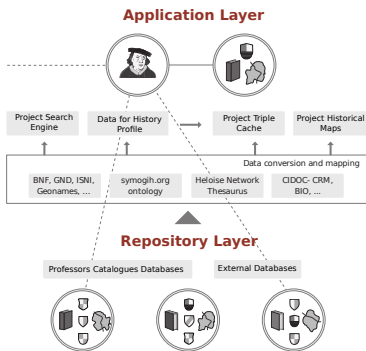 Application Layer
Project Search
Engine
Data for History
Profile
Project Triple
Cache
Project Historical
Maps
Data conversion and mapping
BNF, GND, ISNI,
Geonames, ...
symogih.org
ontology
Heloise Network
Thesaurus
CIDOC- CRM,
BIO, ...
Repository Layer
Professors Catalogues Databases
External Databases